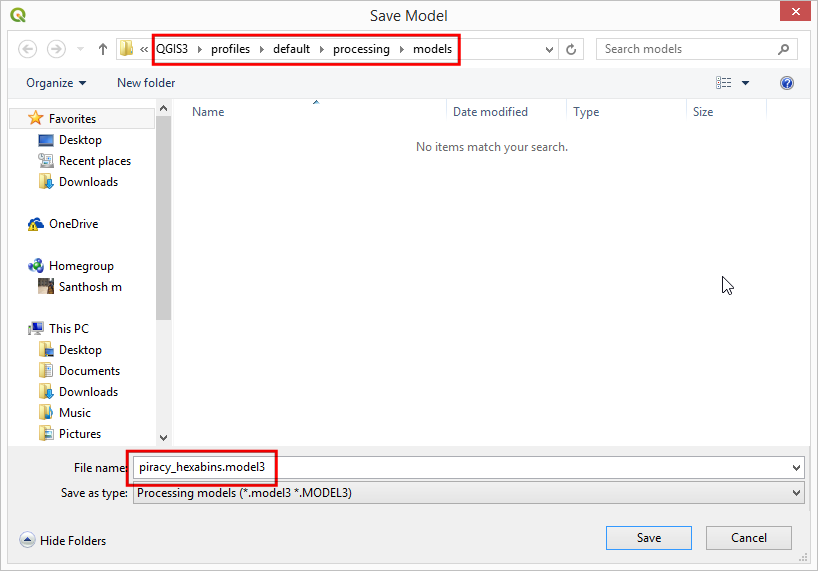 Save Model
« QGIS3 profiles default processing models Search models
Organize New folder
Name Date modified Type Size
No items match your search.
Favorites
Desktop
Recent places
Downloads
OneDrive
Homegroup
Santhosh m
This PC
Desktop
Documents
Downloads
Music
Pictures
File name: piracy_hexabins.model3
Save as type: Processing models (*.model3 *.MODEL3)
Hide Folders Save Cancel